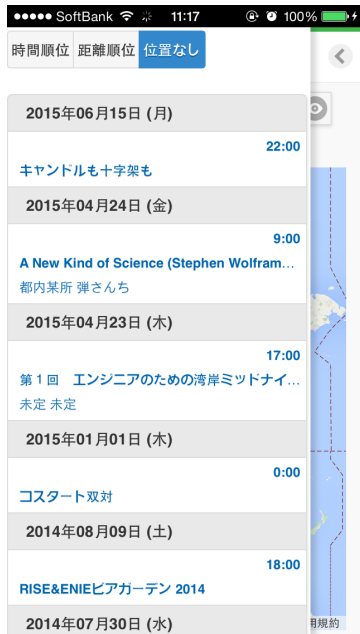 SoftBank 11:17 100%
時間順位 距離順位 位置なし
2015年06月15日 (月)
22:00
キャンドルも十字架も
2015年04月24日 (金)
9:00
A New Kind of Science (Stephen Wolfram…
都内某所 弾さんち
2015年04月23日 (木)
17:00
第１回　エンジニアのための湾岸ミッドナイ…
未定 未定
2015年01月01日 (木)
0:00
コスタート双対
2014年08月09日 (土)
18:00
RISE&ENIEビアガーデン 2014
2014年07月30日 (水)
用規約